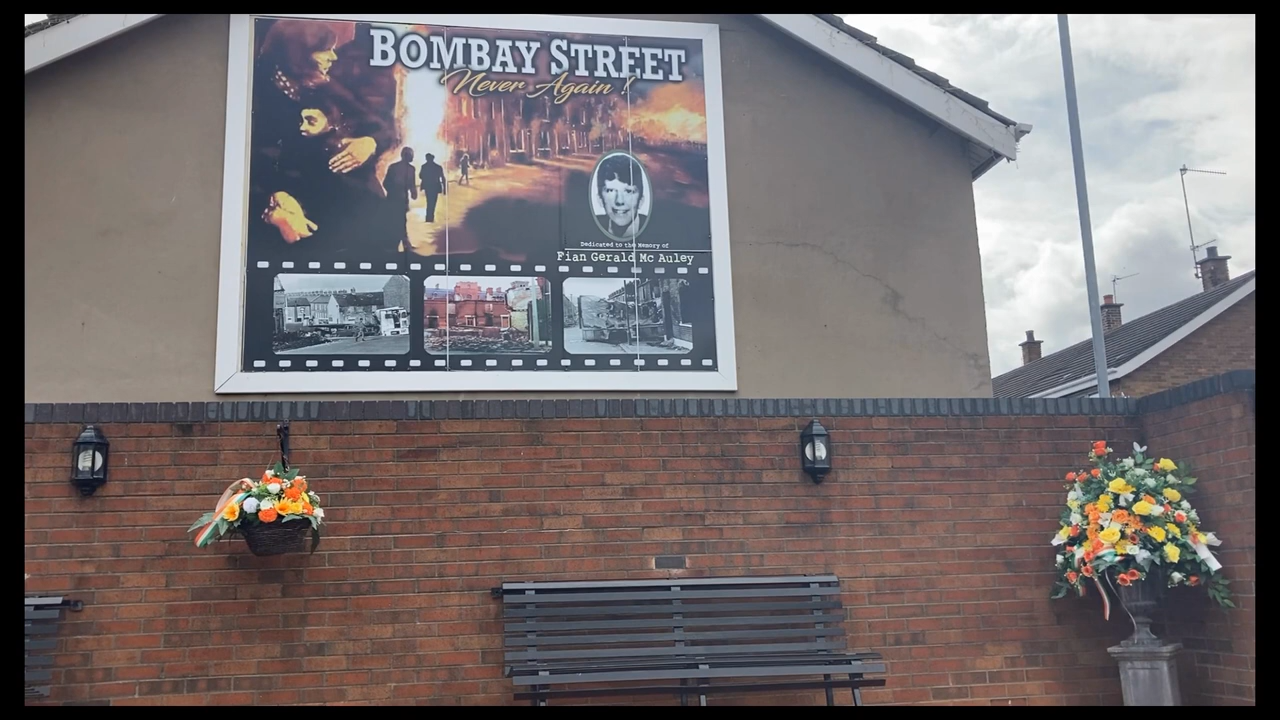 BOMBAY STREET
Never Again !
Dedicated to the Memory of
Fian Gerald Mc Auley